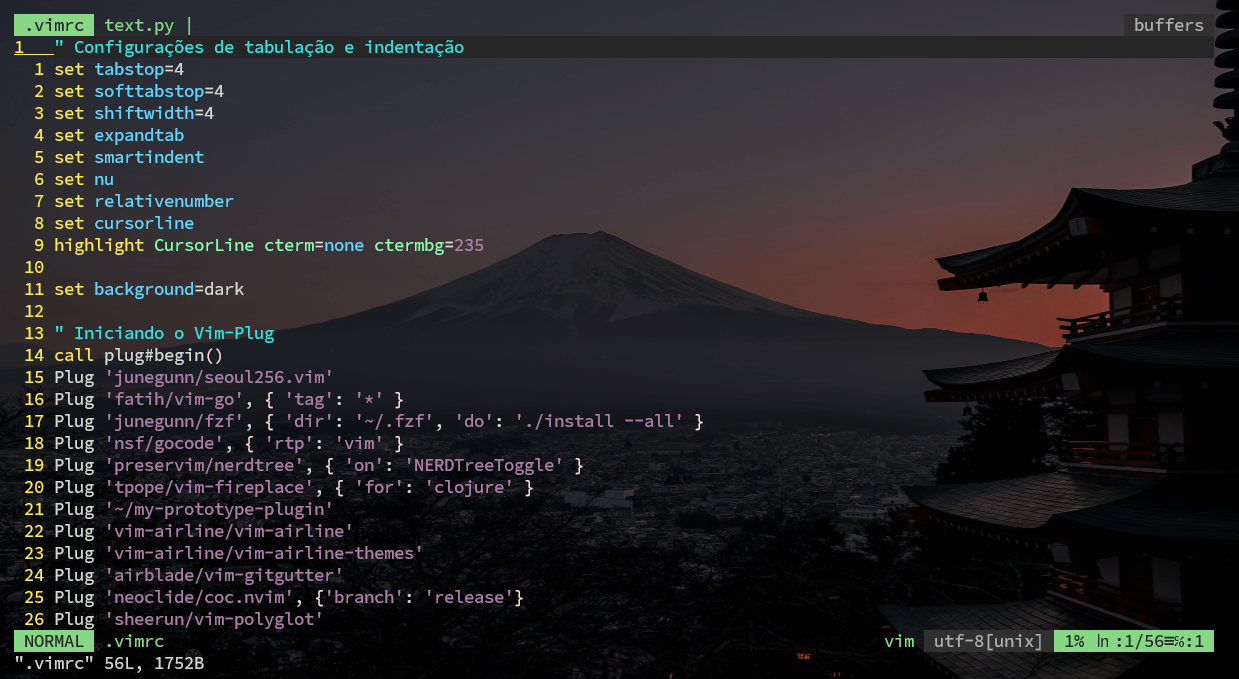 .vimrc text.py | buffers
1 " Configurações de tabulação e indentação
1 set tabstop=4
2 set softtabstop=4
3 set shiftwidth=4
4 set expandtab
5 set smartindent
6 set nu
7 set relativenumber
8 set cursorline
9 highlight CursorLine cterm=none ctermbg=235
10
11 set background=dark
12
13 " Iniciando o Vim-Plug
14 call plug#begin()
15 Plug 'junegunn/seoul256.vim'
16 Plug 'fatih/vim-go', { 'tag': '*' }
17 Plug 'junegunn/fzf', { 'dir': '~/.fzf', 'do': './install --all' }
18 Plug 'nsf/gocode', { 'rtp': 'vim' }
19 Plug 'preservim/nerdtree', { 'on': 'NERDTreeToggle' }
20 Plug 'tpope/vim-fireplace', { 'for': 'clojure' }
21 Plug '~/my-prototype-plugin'
22 Plug 'vim-airline/vim-airline'
23 Plug 'vim-airline/vim-airline-themes'
24 Plug 'airblade/vim-gitgutter'
25 Plug 'neoclide/coc.nvim', {'branch': 'release'}
26 Plug 'sheerun/vim-polyglot'
NORMAL .vimrc vim utf-8[unix] 1% ㏑:1/56≡℅:1
".vimrc" 56L, 1752B